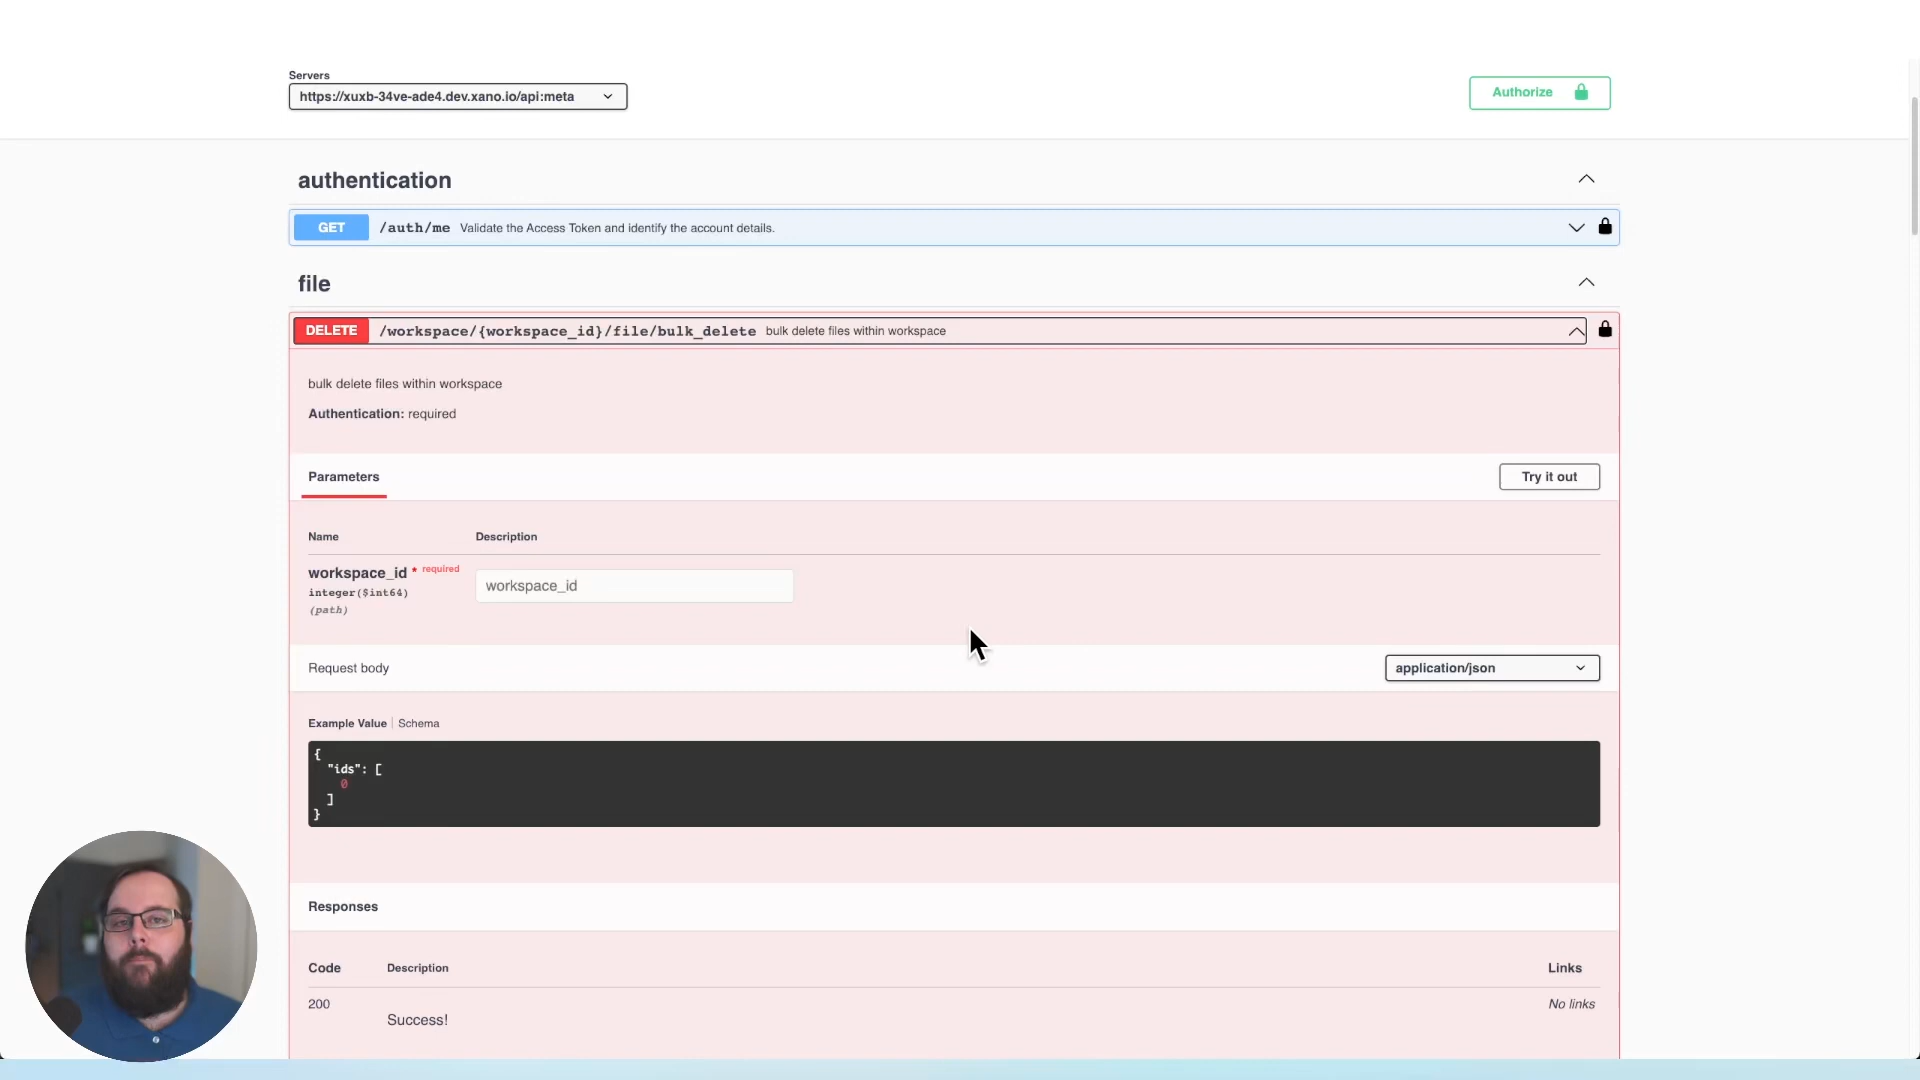 Servers
https://xuxb-34ve-ade4.dev.xano.io/api:meta
Authorize
authentication
GET /auth/me Validate the Access Token and identify the account details.
file
DELETE /workspace/{workspace_id}/file/bulk_delete bulk delete files within workspace
bulk delete files within workspace
Authentication: required
Parameters
Try it out
Name Description
workspace_id * required
integer($int64)
(path)
workspace_id
Request body
application/json
Example Value | Schema
{
"ids": [
0
]
}
Responses
Code Description Links
200 No links
Success!